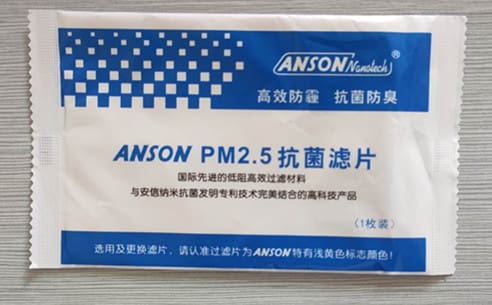 ANSON Nanotech®
高效防霾 抗菌防臭
ANSON PM2.5抗菌滤片
国际先进的低阻高效过滤材料
与安信纳米抗菌发明专利技术完美结合的高科技产品
（1枚装）
选用及更换滤片，请认准过滤片为ANSON特有浅黄色标志颜色！